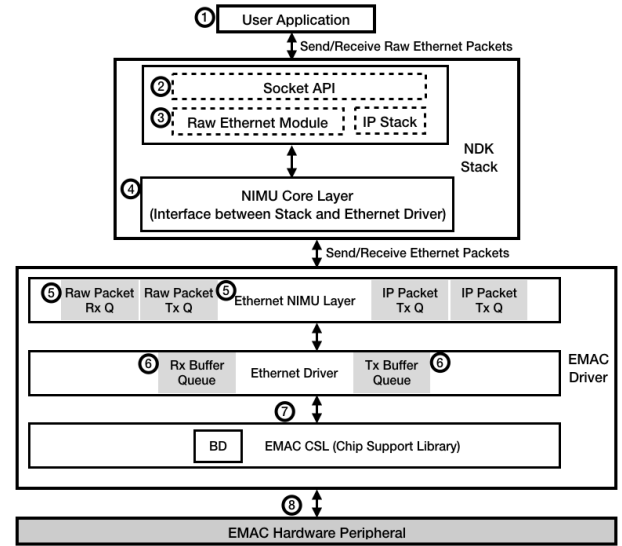 ① User Application
Send/Receive Raw Ethernet Packets
② Socket API
③ Raw Ethernet Module
IP Stack
NDK
Stack
④ NIMU Core Layer
(Interface between Stack and Ethernet Driver)
Send/Receive Ethernet Packets
⑤ Raw Packet
Rx Q
Raw Packet
Tx Q
⑤ Ethernet NIMU Layer
IP Packet
Tx Q
IP Packet
Tx Q
⑥ Rx Buffer
Queue
Ethernet Driver
Tx Buffer
Queue
⑥
EMAC
Driver
⑦
BD
EMAC CSL (Chip Support Library)
⑧
EMAC Hardware Peripheral